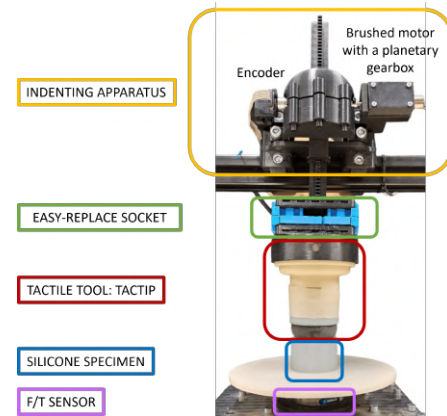 Brushed motor
with a planetary
gearbox
Encoder
INDENTING APPARATUS
EASY-REPLACE SOCKET
TACTILE TOOL: TACTIP
SILICONE SPECIMEN
F/T SENSOR